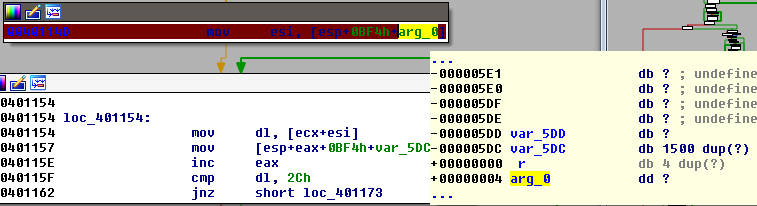 0040114D mov esi, [esp+0BF4h+arg_0]
0401154
0401154 loc_401154:
0401154 mov dl, [ecx+esi]
0401157 mov [esp+eax+0BF4h+var_5DC
040115E inc eax
040115F cmp dl, 2Ch
0401162 jnz short loc_401173
...
-000005E1 db ? ; undefine
-000005E0 db ? ; undefine
-000005DF db ? ; undefine
-000005DE db ? ; undefine
-000005DD var_5DD db ?
-000005DC var_5DC db 1500 dup(?)
+00000000 r db 4 dup(?)
+00000004 arg_0 dd ?
...